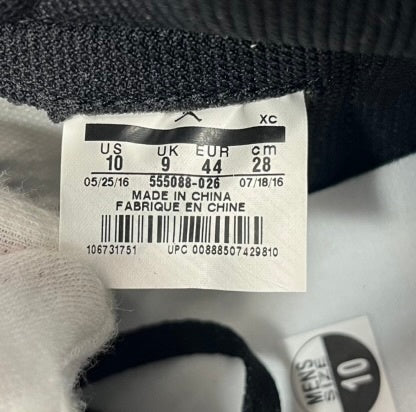 XC
US UK EUR cm
10 9 44 28
05/25/16 555088-026 07/18/16
MADE IN CHINA
FABRIQUE EN CHINE
106731751 UPC 00888507429810
MENS
SIZE
10